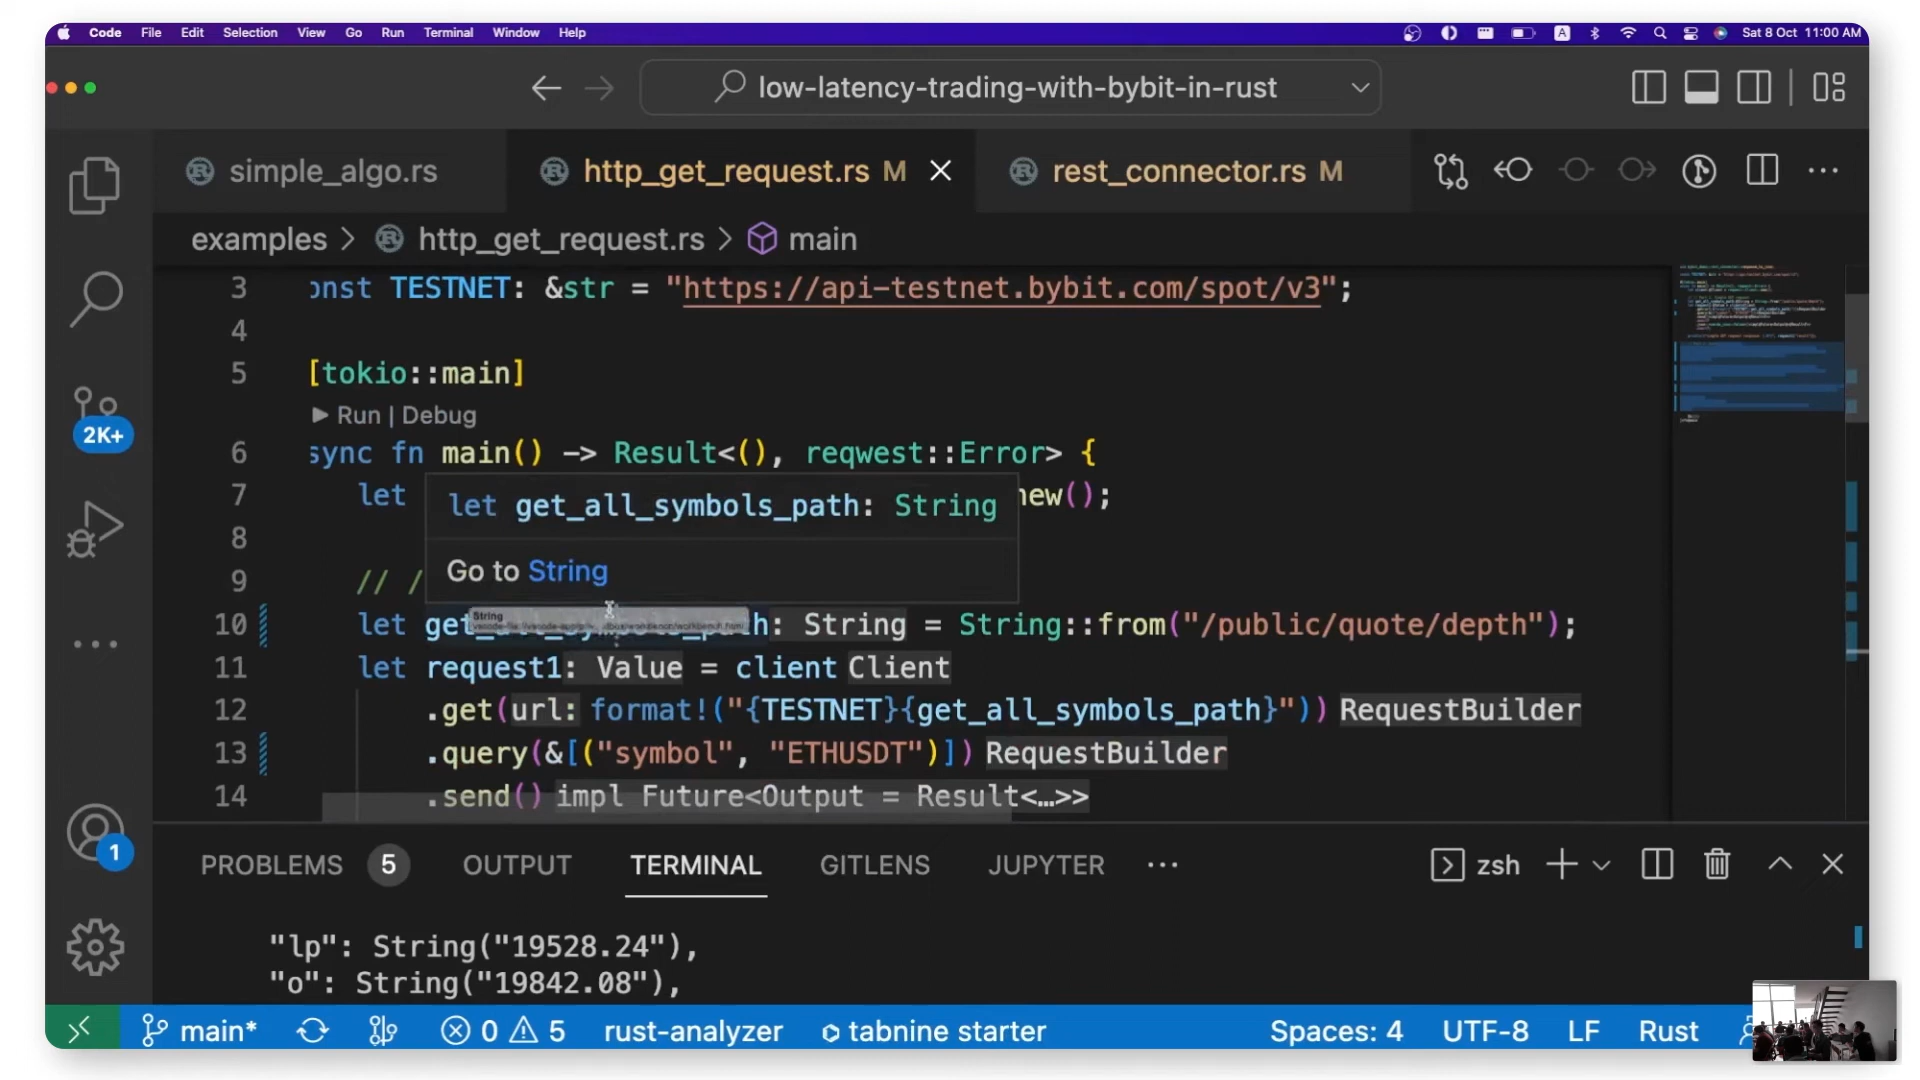 Code File Edit Selection View Go Run Terminal Window Help A Sat 8 Oct 11:00 AM
low-latency-trading-with-bybit-in-rust
simple_algo.rs http_get_request.rs M rest_connector.rs M
examples > http_get_request.rs > main
3 onst TESTNET: &str = "https://api-testnet.bybit.com/spot/v3";
4
5 [tokio::main]
Run | Debug
6 sync fn main() -> Result<(), reqwest::Error> {
7 let new();
let get_all_symbols_path: String
8
Go to String
9 // /
String
10 let get_all_symbols_path: String = String::from("/public/quote/depth");
11 let request1: Value = client Client
12 .get(url: format!("{TESTNET}{get_all_symbols_path}")) RequestBuilder
13 .query(&[("symbol", "ETHUSDT")]) RequestBuilder
14 .send() impl Future<Output = Result<…>>
2K+
1
PROBLEMS 5 OUTPUT TERMINAL GITLENS JUPYTER zsh
"lp": String("19528.24"),
"o": String("19842.08"),
main* 0 5 rust-analyzer tabnine starter Spaces: 4 UTF-8 LF Rust